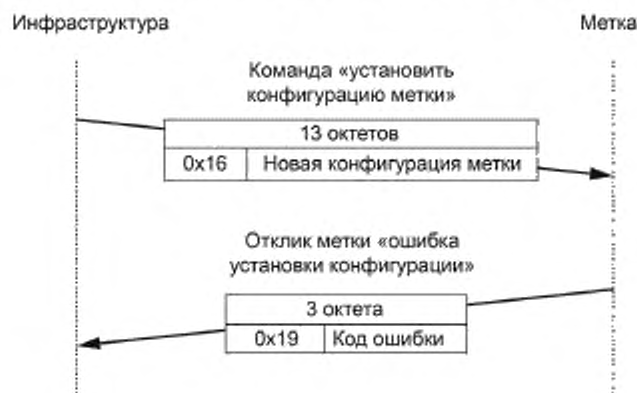 Инфраструктура
Метка
Команда «установить
конфигурацию метки»
13 октетов
0x16 Новая конфигурация метки
Отклик метки «ошибка
установки конфигурации»
3 октета
0x19 Код ошибки